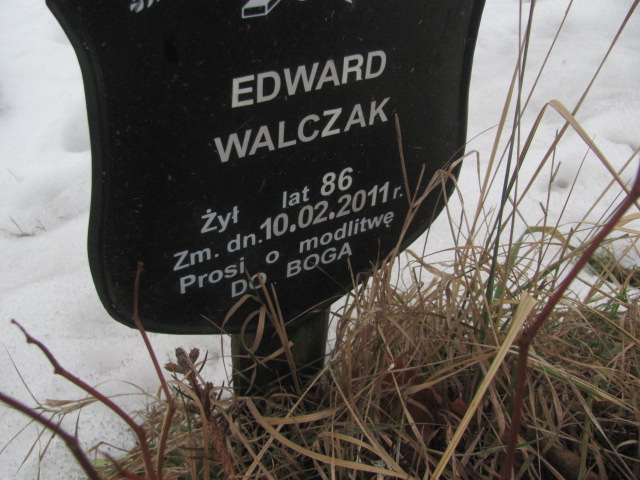 EDWARD
WALCZAK
Żył lat 86
Zm. dn. 10.02.2011 r.
Prosi o modlitwę
DO BOGA